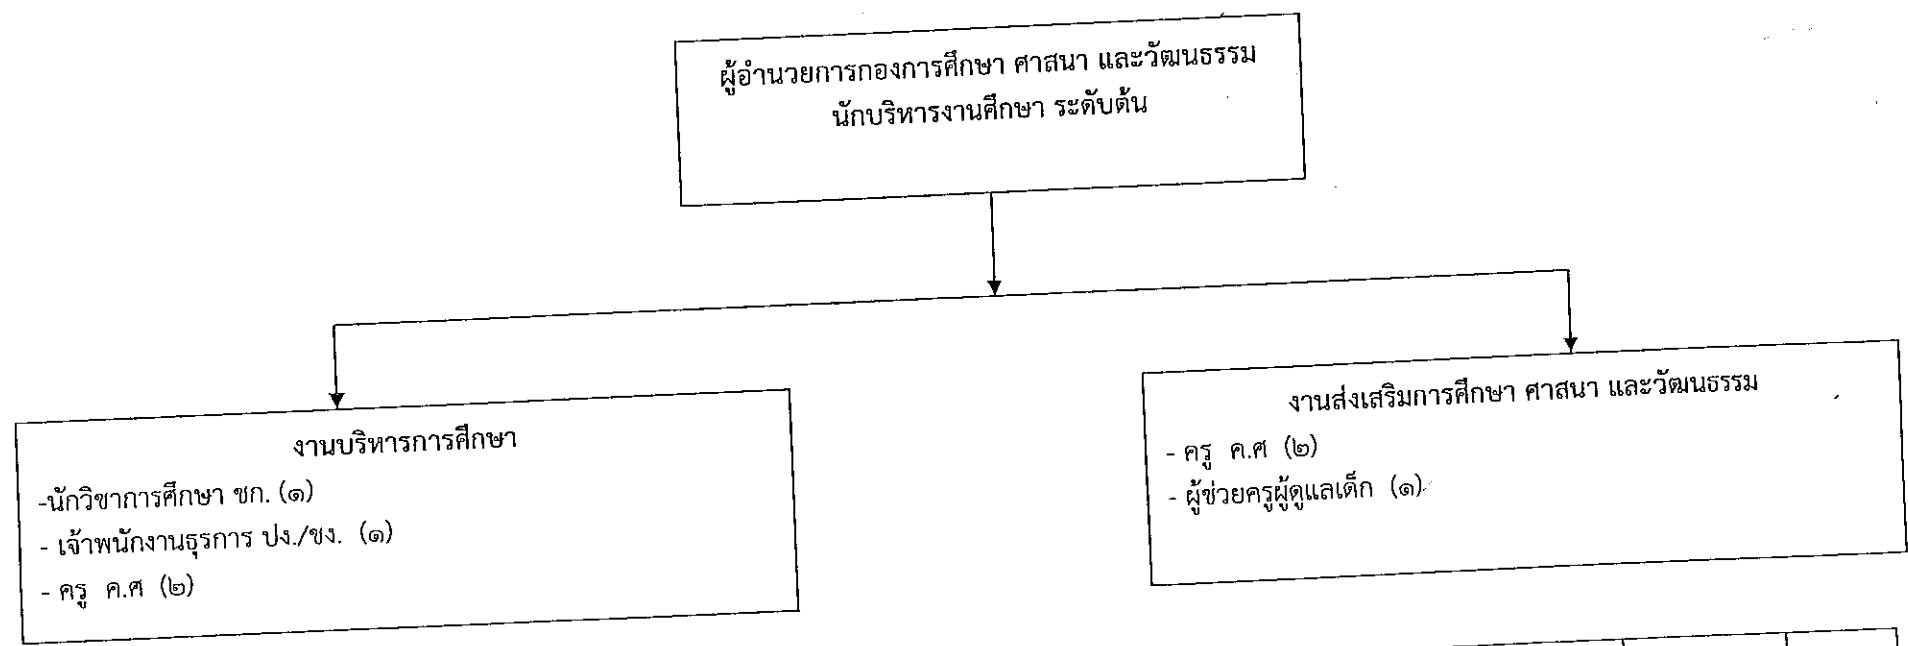 ผู้อำนวยการกองการศึกษา ศาสนา และวัฒนธรรม
นักบริหารงานศึกษา ระดับต้น
งานบริหารการศึกษา
-นักวิชาการศึกษา ชก. (๑)
- เจ้าพนักงานธุรการ ปง./ชง. (๑)
- ครู ค.ศ (๒)
งานส่งเสริมการศึกษา ศาสนา และวัฒนธรรม
- ครู ค.ศ (๒)
- ผู้ช่วยครูผู้ดูแลเด็ก (๑)